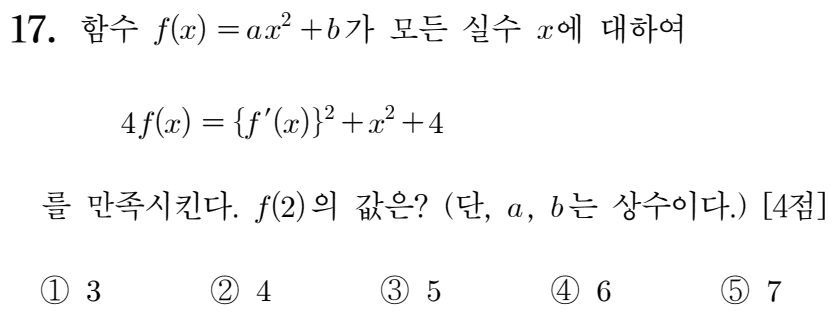 17. 함수 f(x)=ax²+b가 모든 실수 x에 대하여
4f(x)={f′(x)}²+x²+4
를 만족시킨다. f(2)의 값은? (단, a, b는 상수이다.) [4점]
① 3 ② 4 ③ 5 ④ 6 ⑤ 7